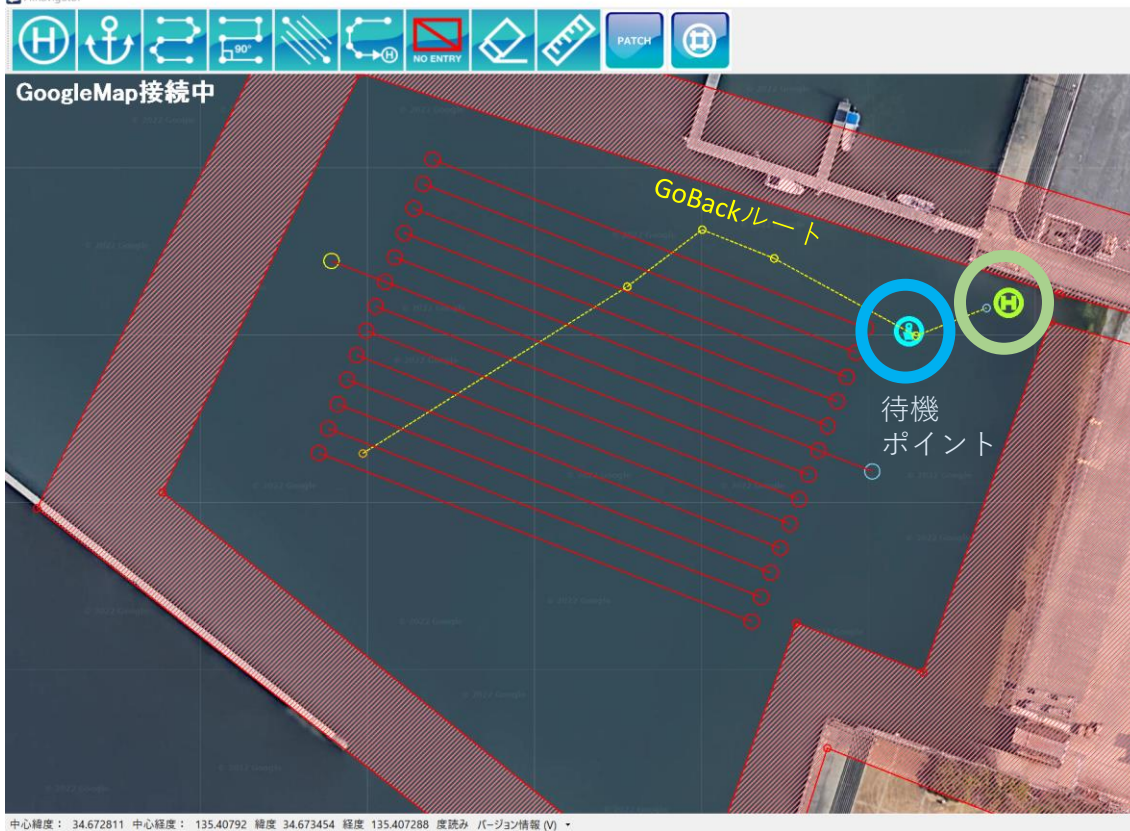 90°
H
NO ENTRY
PATCH
GoogleMap接続中
GoBackルート
H
待機
ポイント
© 2022 Google
中心緯度： 34.672811 中心経度： 135.40792 緯度 34.673454 経度 135.407288 度読み バージョン情報 (V)